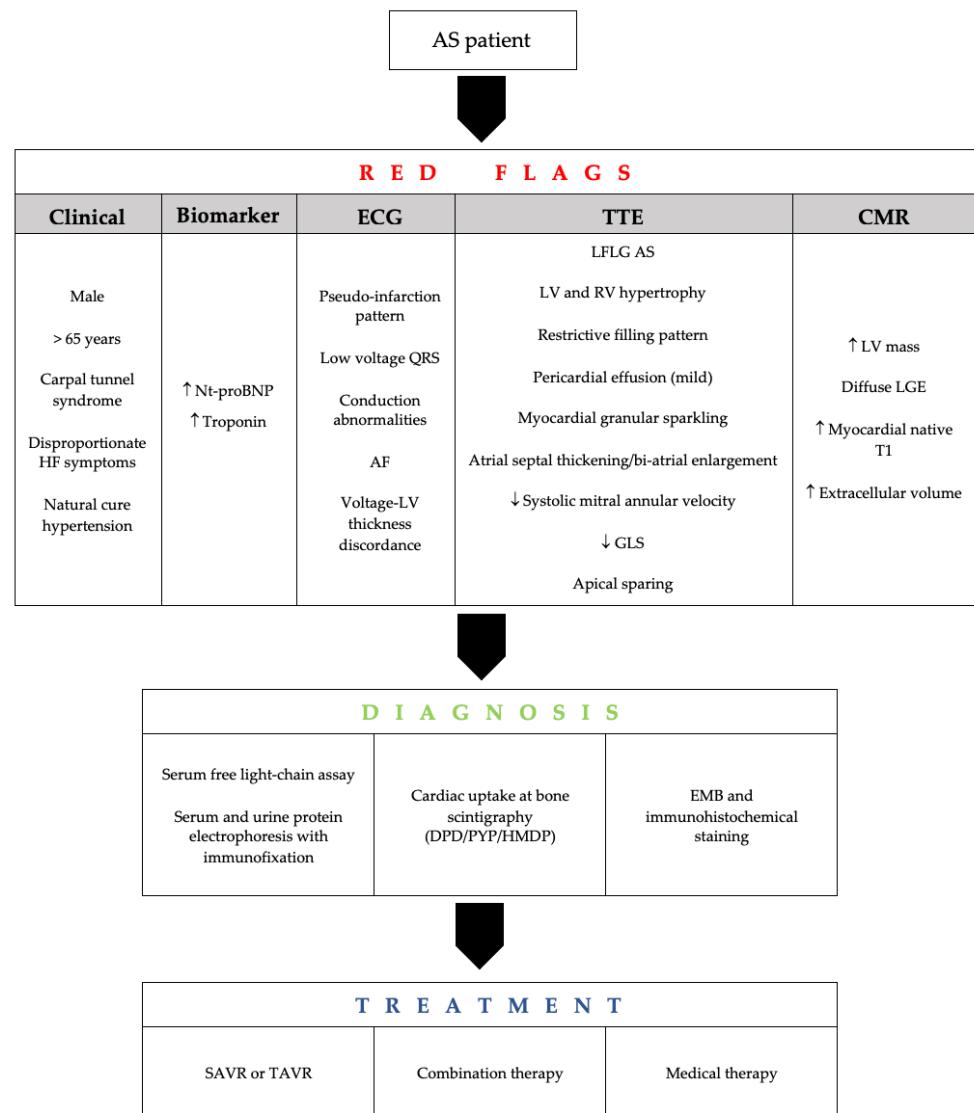 AS patient
RED FLAGS
Clinical
Biomarker
ECG
TTE
CMR
Male
> 65 years
Carpal tunnel
syndrome
Disproportionate
HF symptoms
Natural cure
hypertension
↑ Nt-proBNP
↑ Troponin
Pseudo-infarction
pattern
Low voltage QRS
Conduction
abnormalities
AF
Voltage-LV
thickness
discordance
LFLG AS
LV and RV hypertrophy
Restrictive filling pattern
Pericardial effusion (mild)
Myocardial granular sparkling
Atrial septal thickening/bi-atrial enlargement
↓ Systolic mitral annular velocity
↓ GLS
Apical sparing
↑ LV mass
Diffuse LGE
↑ Myocardial native
T1
↑ Extracellular volume
DIAGNOSIS
Serum free light-chain assay
Serum and urine protein
electrophoresis with
immunofixation
Cardiac uptake at bone
scintigraphy
(DPD/PYP/HMDP)
EMB and
immunohistochemical
staining
TREATMENT
SAVR or TAVR
Combination therapy
Medical therapy